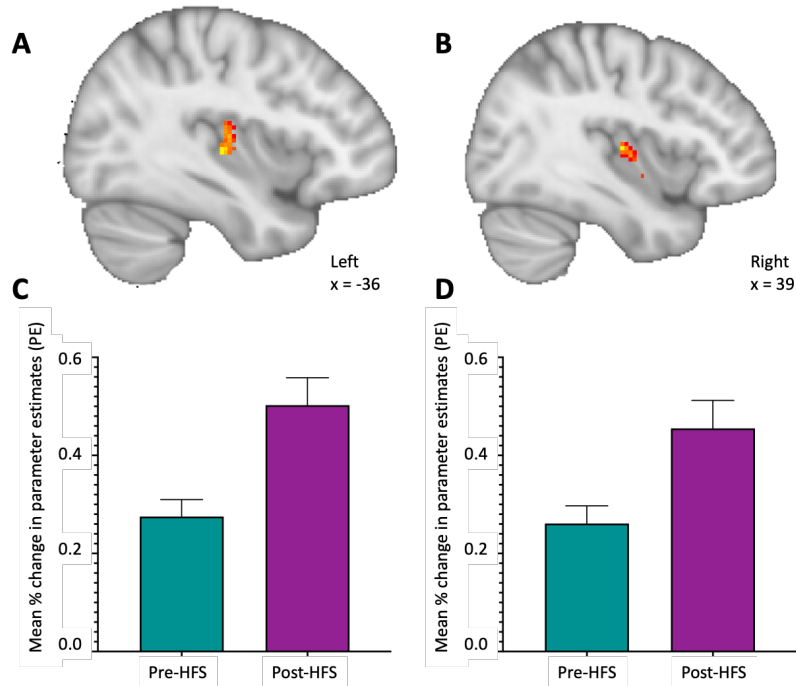 A
B
Left
x = -36
Right
x = 39
C
D
Mean % change in parameter estimates (PE)
0.6
0.4
0.2
0.0
Pre-HFS
Post-HFS
Mean % change in parameter estimates (PE)
0.6
0.4
0.2
0.0
Pre-HFS
Post-HFS